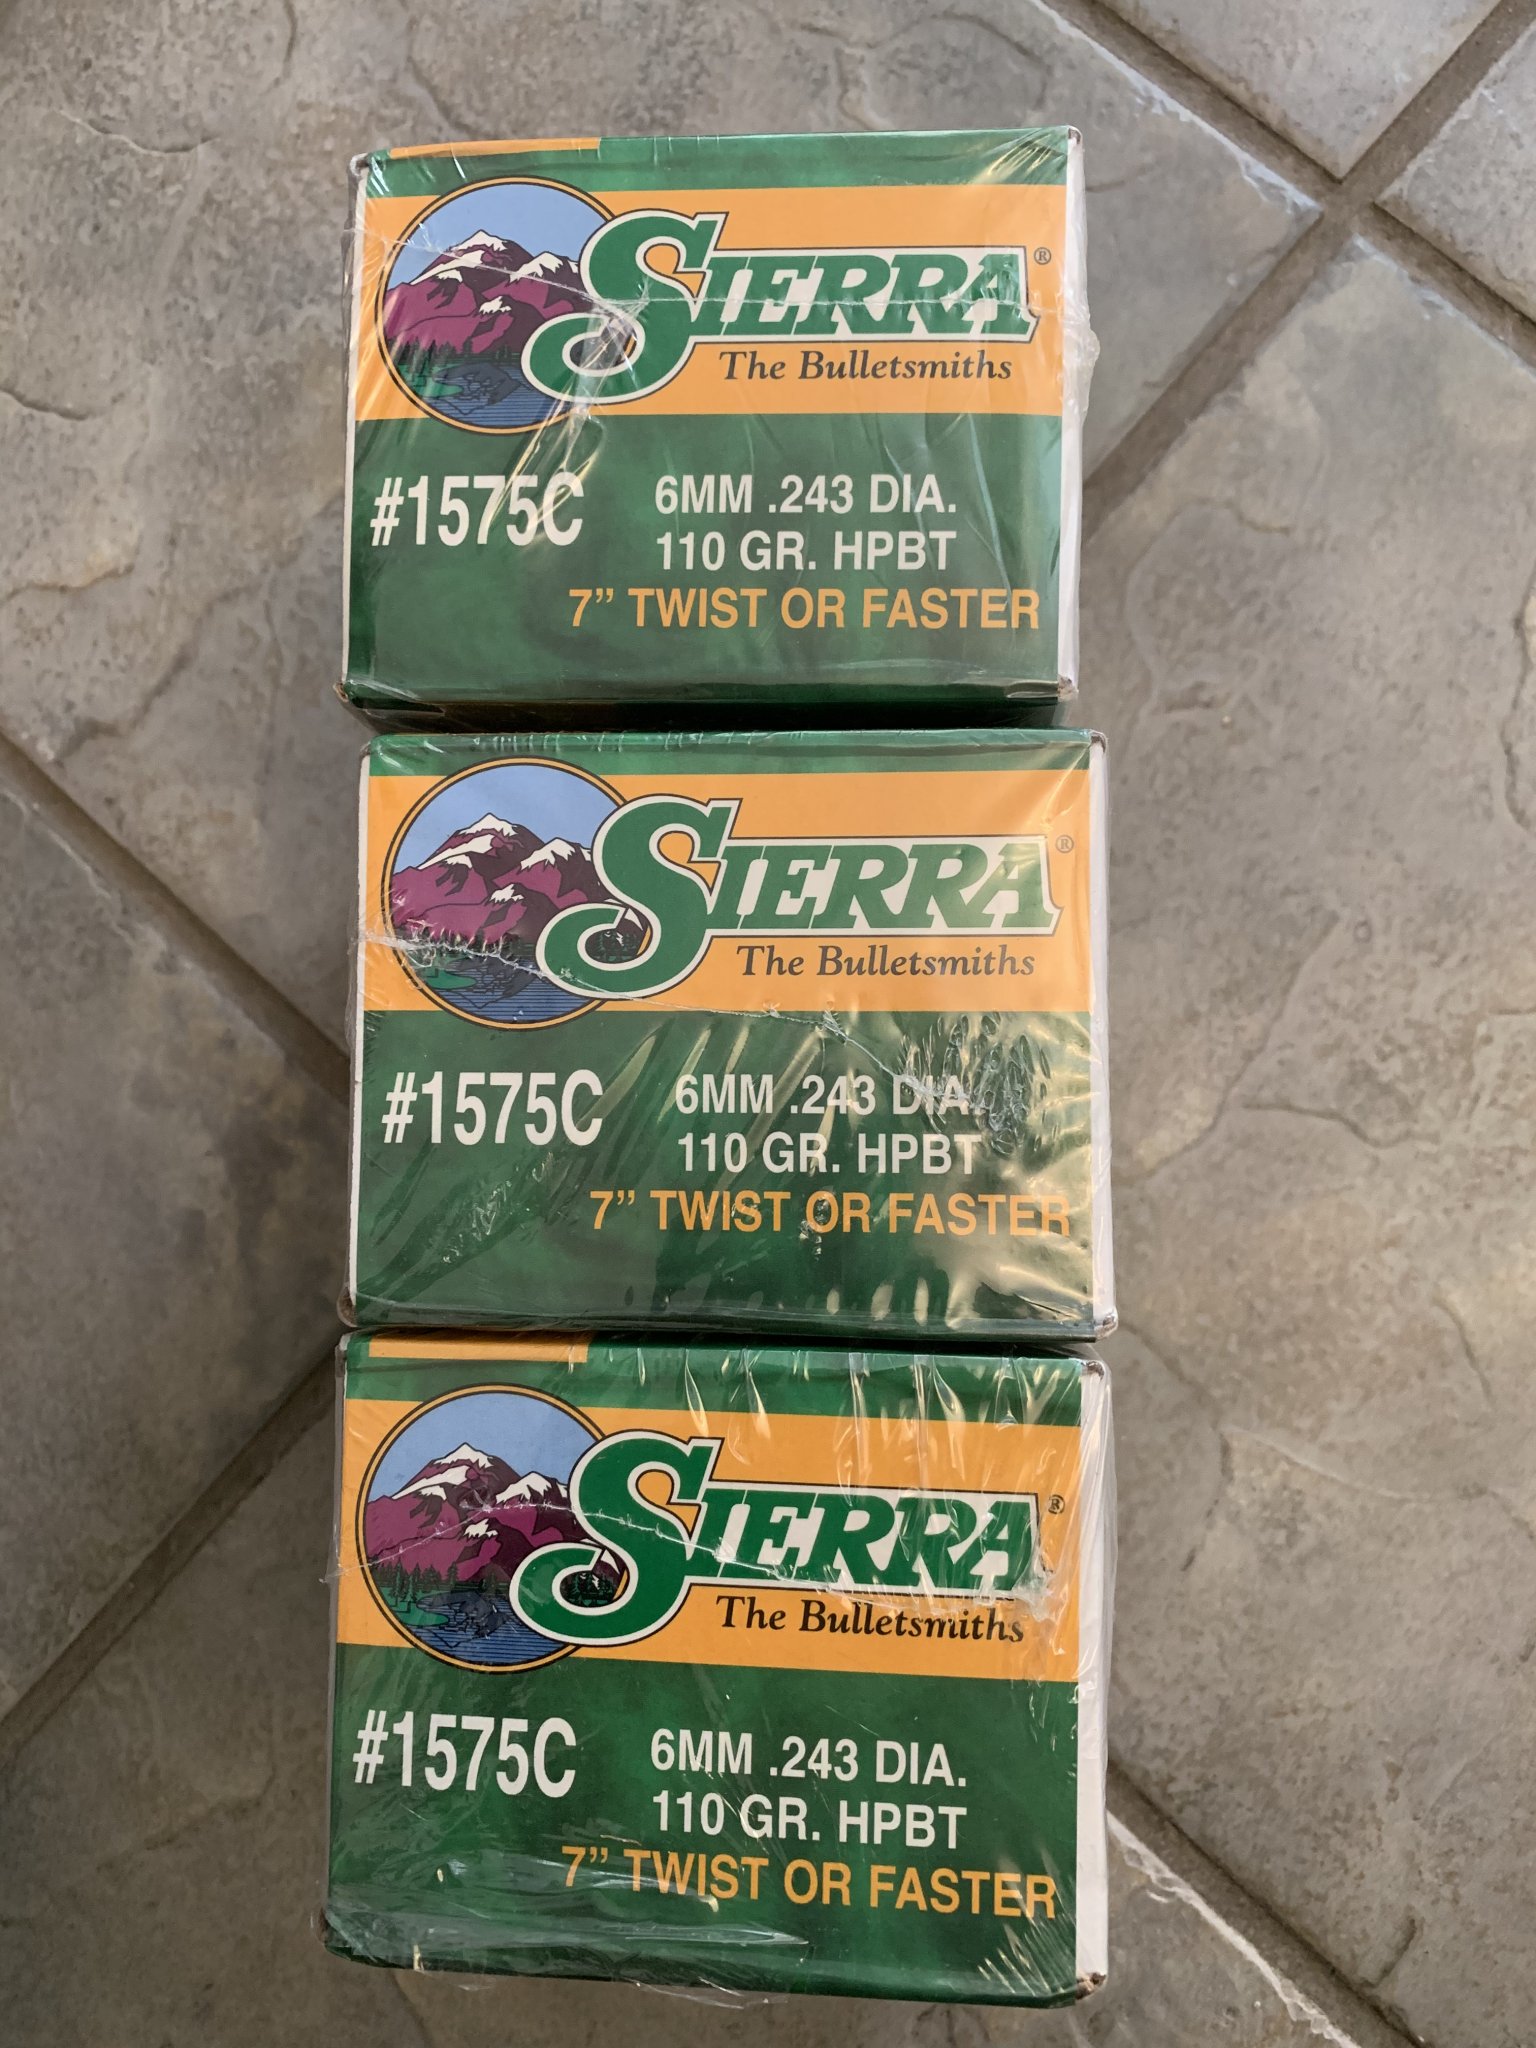 SIERRA®
The Bulletsmiths
#1575C
6MM .243 DIA.
110 GR. HPBT
7” TWIST OR FASTER
SIERRA®
The Bulletsmiths
#1575C
6MM .243 DIA.
110 GR. HPBT
7” TWIST OR FASTER
SIERRA®
The Bulletsmiths
#1575C
6MM .243 DIA.
110 GR. HPBT
7” TWIST OR FASTER